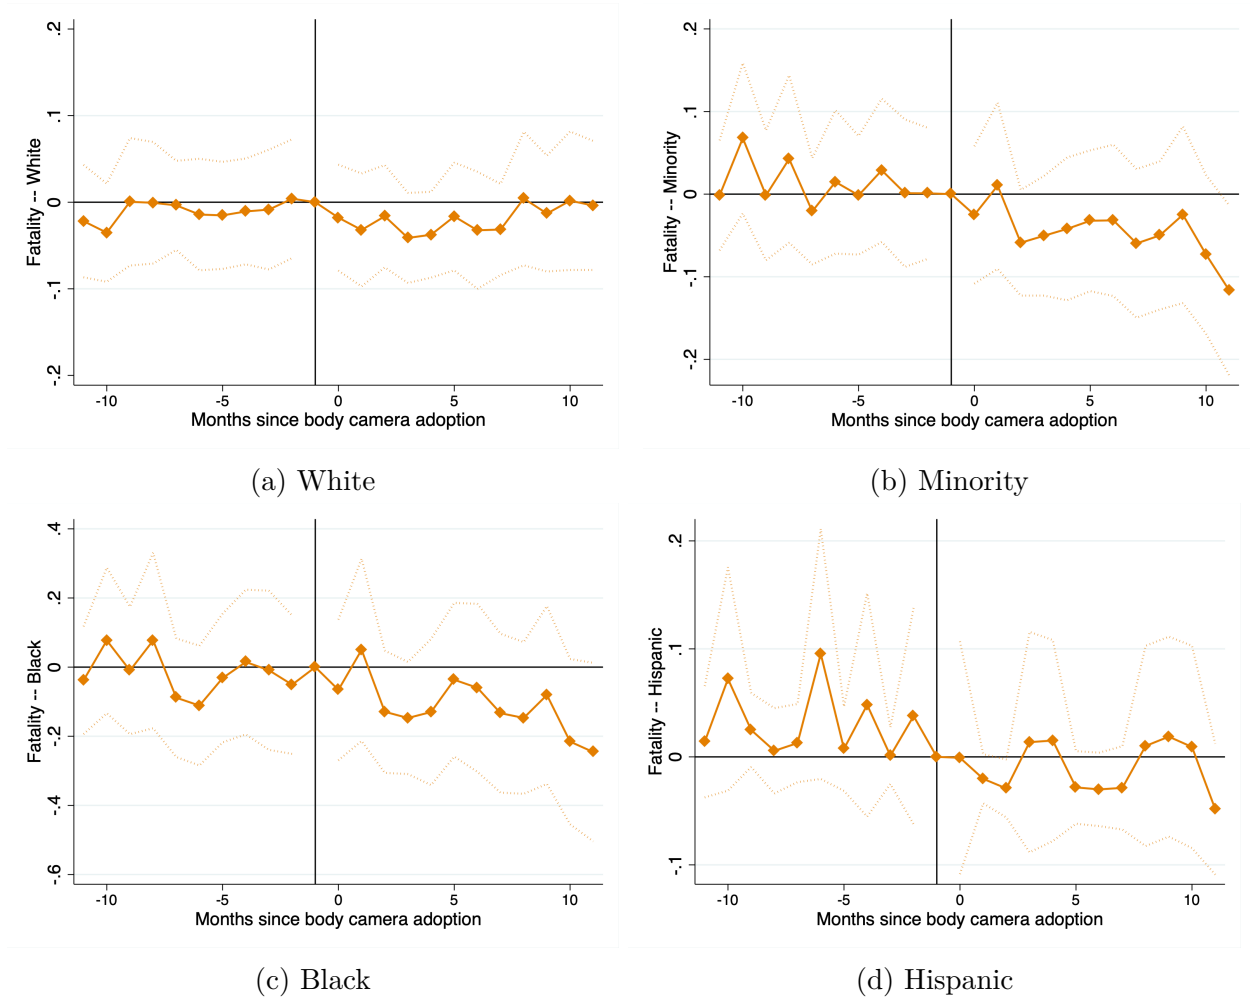 .2
.1
0
-.1
-.2
Fatality -- White
-10 -5 0 5 10
Months since body camera adoption
(a) White
.2
.1
0
-.1
-.2
Fatality -- Minority
-10 -5 0 5 10
Months since body camera adoption
(b) Minority
.4
.2
0
-.2
-.4
-.6
Fatality -- Black
-10 -5 0 5 10
Months since body camera adoption
(c) Black
.2
.1
0
-.1
Fatality -- Hispanic
-10 -5 0 5 10
Months since body camera adoption
(d) Hispanic